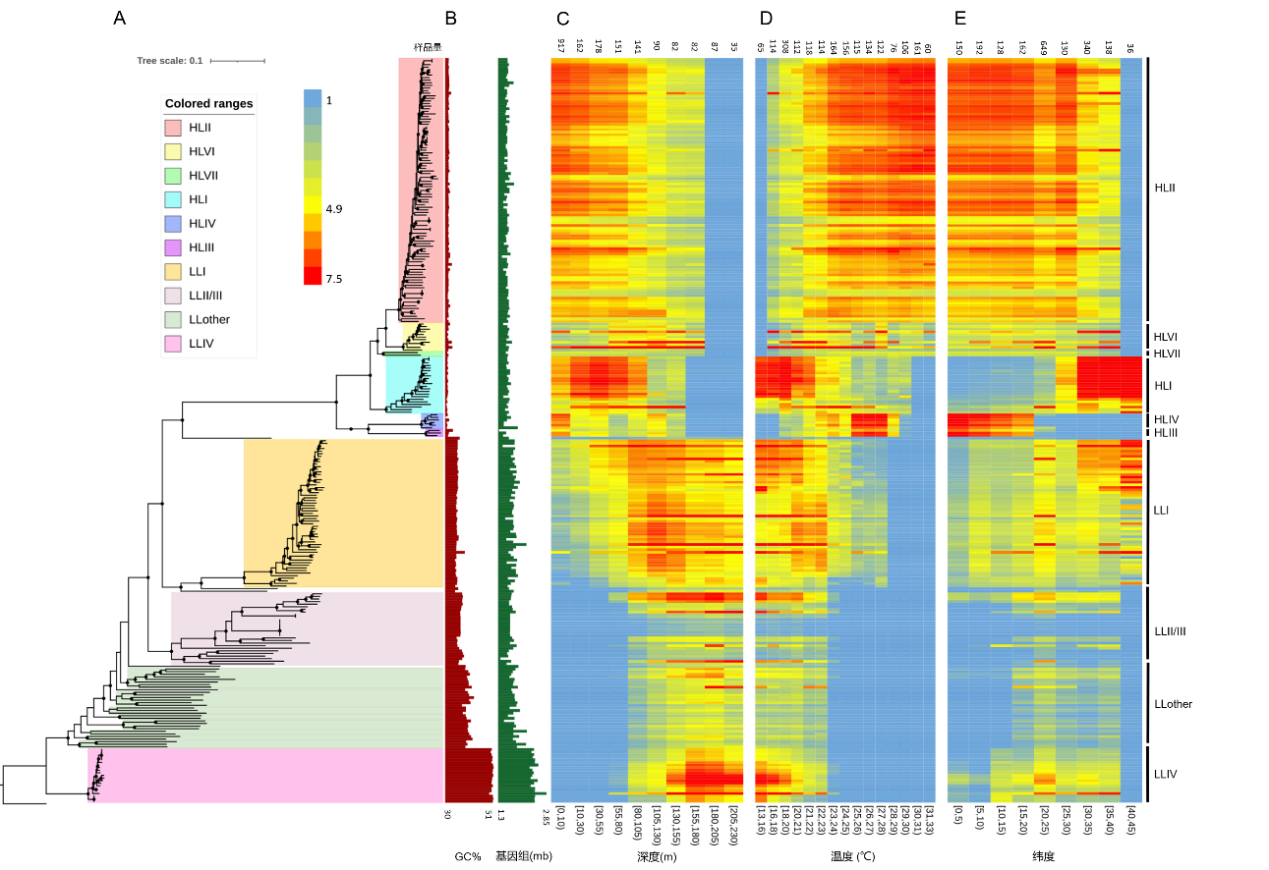 A B C D E
样品量
917 162 178 151 141 90 82 82 87 35
65 114 308 112 118 114 164 156 115 134 122 76 106 161 60
150 192 128 162 649 130 340 138 36
Tree scale: 0.1
Colored ranges
HLII
HLVI
HLVII
HLI
HLIV
HLIII
LLI
LLII/III
LLother
LLIV
1
4.9
7.5
HLII
HLVI
HLVII
HLI
HLIV
HLIII
LLI
LLII/III
LLother
LLIV
30 51
1.3 2.85
[0,10) [10,30) [30,55) [55,80) [80,105) [105,130) [130,155) [155,180) [180,205) [205,230)
[13,16) [16,18) [18,20) [20,21) [21,22) [22,23) [23,24) [24,25) [25,26) [26,27) [27,28) [28,29) [29,30) [30,31) [31,33)
[0,5) [5,10) [10,15) [15,20) [20,25) [25,30) [30,35) [35,40) [40,45)
GC% 基因组(mb) 深度(m) 温度 (℃) 纬度